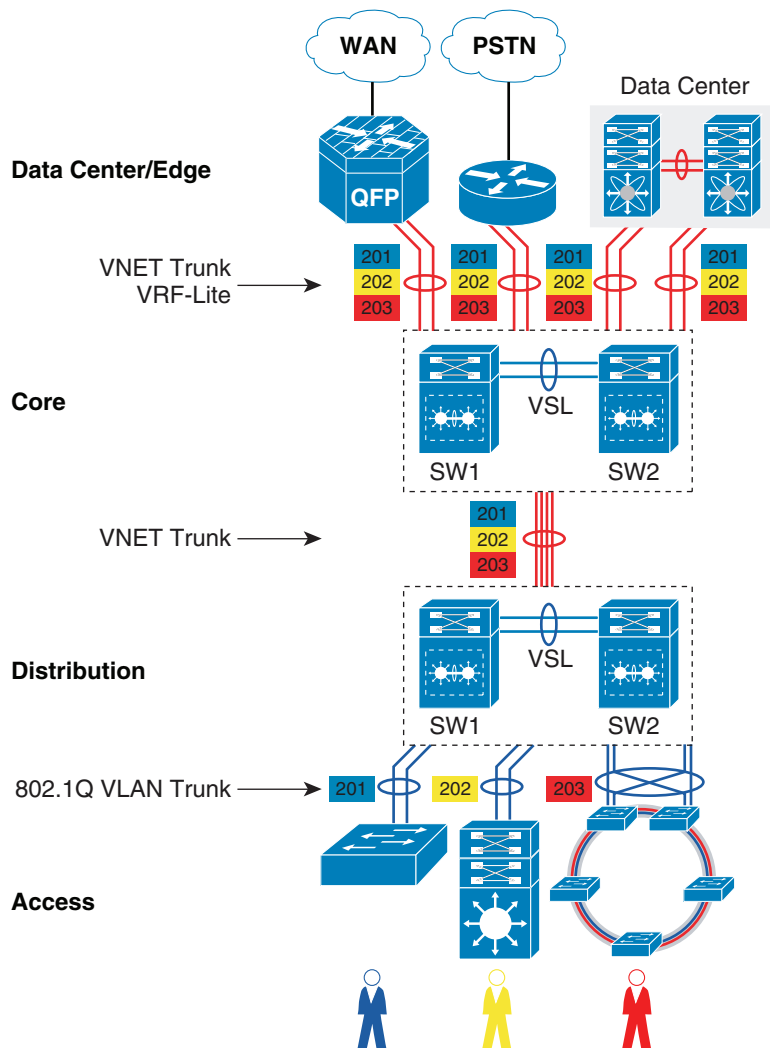 WAN
PSTN
Data Center
Data Center/Edge
QFP
VNET Trunk
VRF-Lite
201
202
203
201
202
203
201
202
203
201
202
203
VSL
Core
SW1
SW2
VNET Trunk
201
202
203
VSL
Distribution
SW1
SW2
802.1Q VLAN Trunk
201
202
203
Access